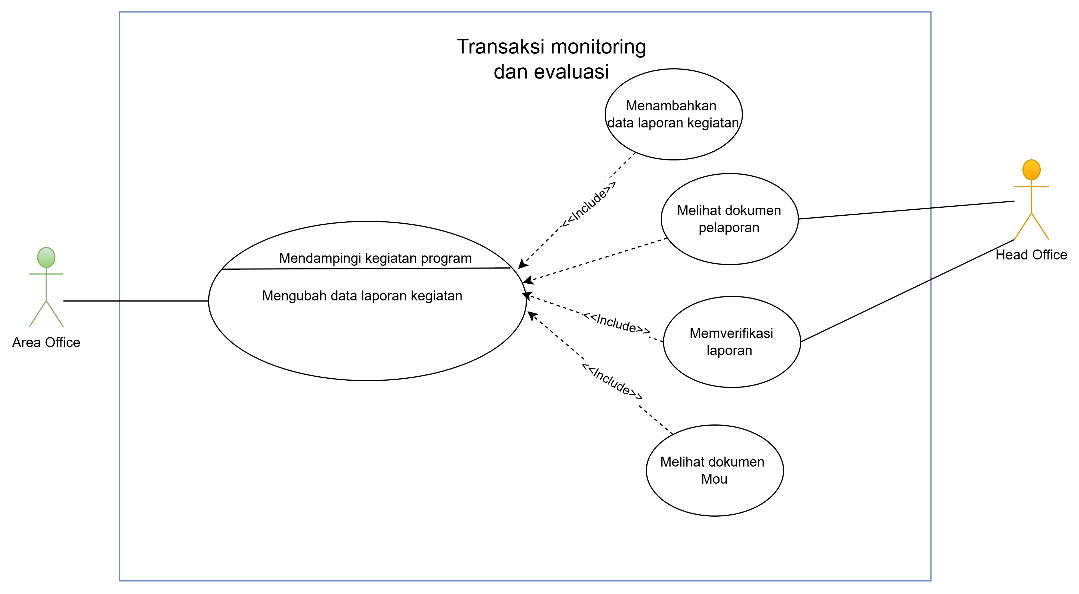 Transaksi monitoring
dan evaluasi
Menambahkan
data laporan kegiatan
<<Include>>
Melihat dokumen
pelaporan
Head Office
Mendampingi kegiatan program
Mengubah data laporan kegiatan
Area Office
<<Include>>
Memverifikasi
laporan
<<Include>>
Melihat dokumen
Mou